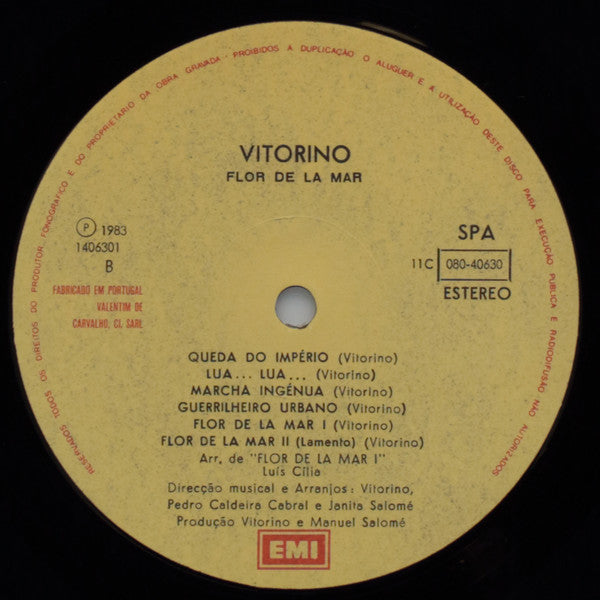 RESERVADOS TODOS OS DIREITOS DO PRODUTOR FONOGRÁFICO E DO PROPRIETÁRIO DA OBRA GRAVADA - PROIBIDOS A DUPLICAÇÃO O ALUGUER E A UTILIZAÇÃO DESTE DISCO PARA EXECUÇÃO PÚBLICA E RADIODIFUSÃO NÃO AUTORIZADOS
VITORINO
FLOR DE LA MAR
Ⓟ 1983
1406301
B
FABRICADO EM PORTUGAL
VALENTIM DE
CARVALHO, CI. SARL
SPA
11C 080-40630
ESTEREO
QUEDA DO IMPÉRIO (Vitorino)
LUA... LUA... (Vitorino)
MARCHA INGÉNUA (Vitorino)
GUERRILHEIRO URBANO (Vitorino)
FLOR DE LA MAR I (Vitorino)
FLOR DE LA MAR II (Lamento) (Vitorino)
Arr. de "FLOR DE LA MAR I"
Luís Cília
Direcção musical e Arranjos: Vitorino,
Pedro Caldeira Cabral e Janita Salomé
Produção Vitorino e Manuel Salomé
EMI